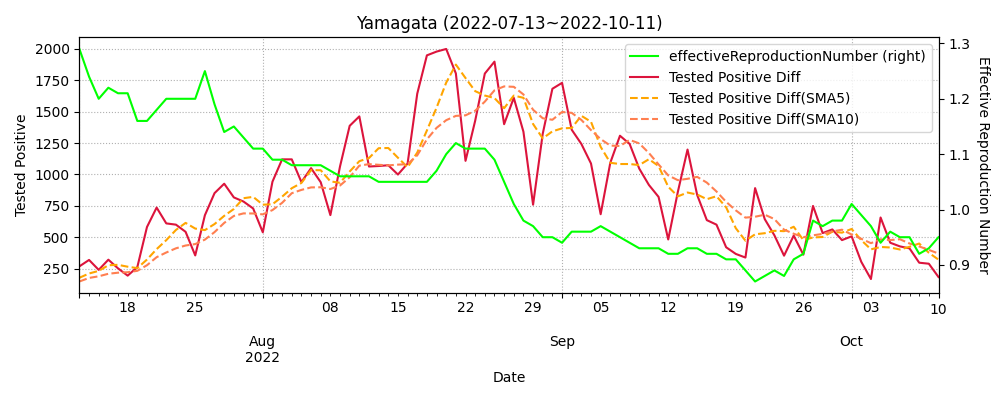 Yamagata (2022-07-13~2022-10-11)
effectiveReproductionNumber (right)
Tested Positive Diff
Tested Positive Diff(SMA5)
Tested Positive Diff(SMA10)
Tested Positive
2000
1750
1500
1250
1000
750
500
250
1.3
1.2
1.1
1.0
0.9
Effective Reproduction Number
18 25 08 15 22 29 05 12 19 26 03 10
Aug Sep Oct
2022
Date